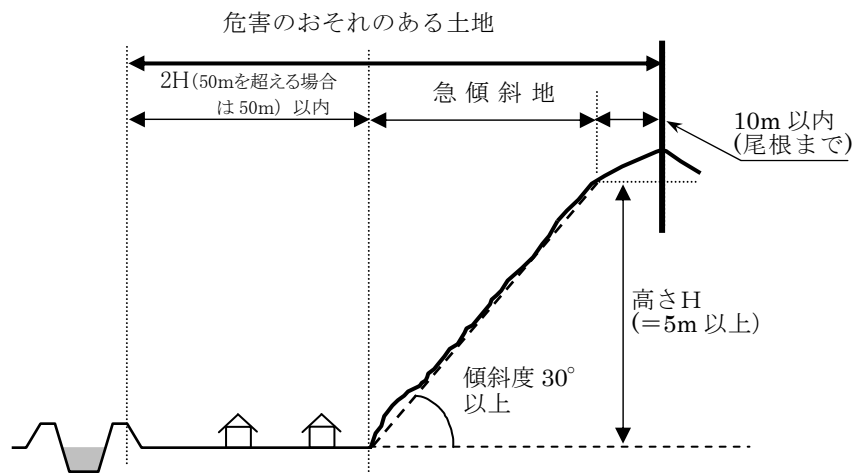 危害のおそれのある土地
2H(50mを超える場合
は 50m) 以内
急 傾 斜 地
10m 以内
(尾根まで)
高さH
(＝5m 以上)
傾斜度 30°
以上